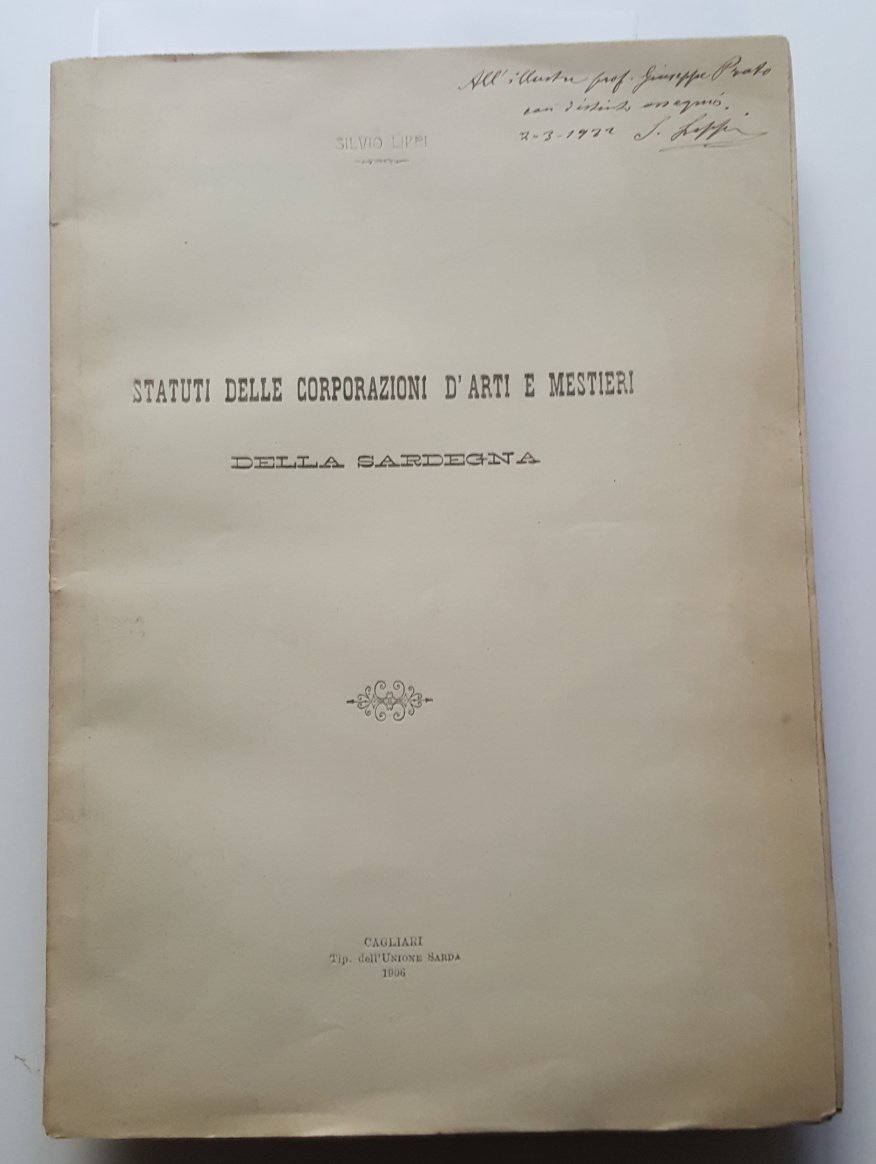 All'illustre prof. Giuseppe Prato
con distinto ossequio.
2-3-1922 S. Lippi
SILVIO LIPPI
STATUTI DELLE CORPORAZIONI D'ARTI E MESTIERI
DELLA SARDEGNA
CAGLIARI
Tip. dell'UNIONE SARDA
1906